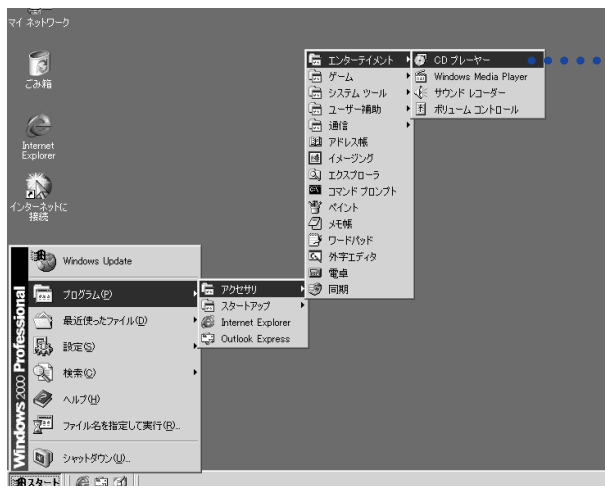 マイ ネットワーク
ごみ箱
Internet
Explorer
インターネットに
接続
Windows 2000 Professional
Windows Update
プログラム(P)
最近使ったファイル(D)
設定(S)
検索(C)
ヘルプ(H)
ファイル名を指定して実行(R)...
シャットダウン(U)...
スタート
アクセサリ
スタートアップ
Internet Explorer
Outlook Express
エンターテイメント
ゲーム
システム ツール
ユーザー補助
通信
アドレス帳
イメージング
エクスプローラ
コマンド プロンプト
ペイント
メモ帳
ワードパッド
外字エディタ
電卓
同期
CD プレーヤー
Windows Media Player
サウンド レコーダー
ボリューム コントロール